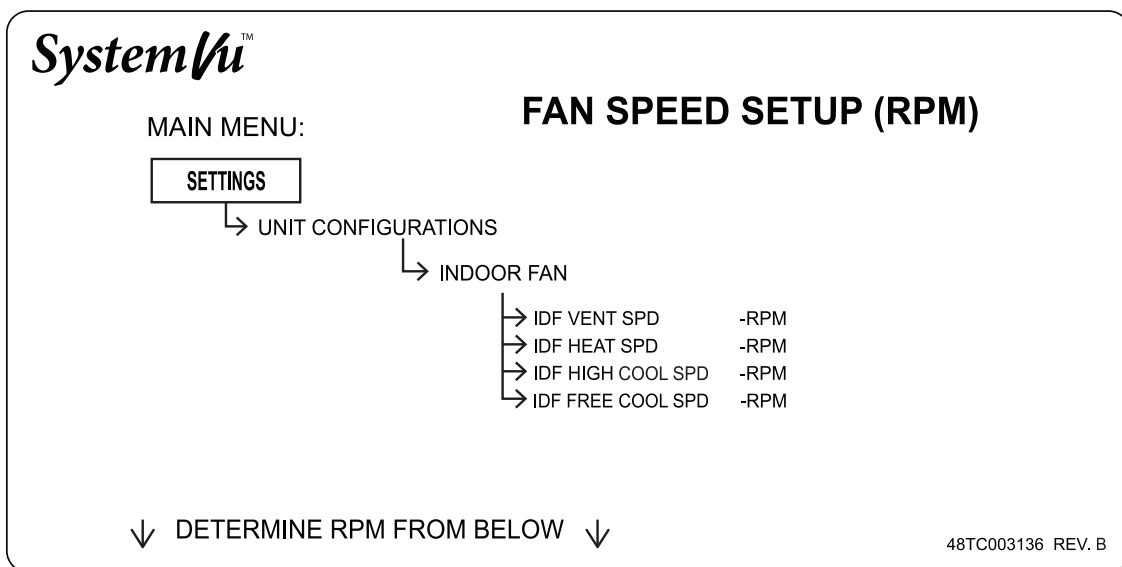 SystemVu™
FAN SPEED SETUP (RPM)
MAIN MENU:
SETTINGS
UNIT CONFIGURATIONS
INDOOR FAN
IDF VENT SPD -RPM
IDF HEAT SPD -RPM
IDF HIGH COOL SPD -RPM
IDF FREE COOL SPD -RPM
DETERMINE RPM FROM BELOW
48TC003136 REV. B